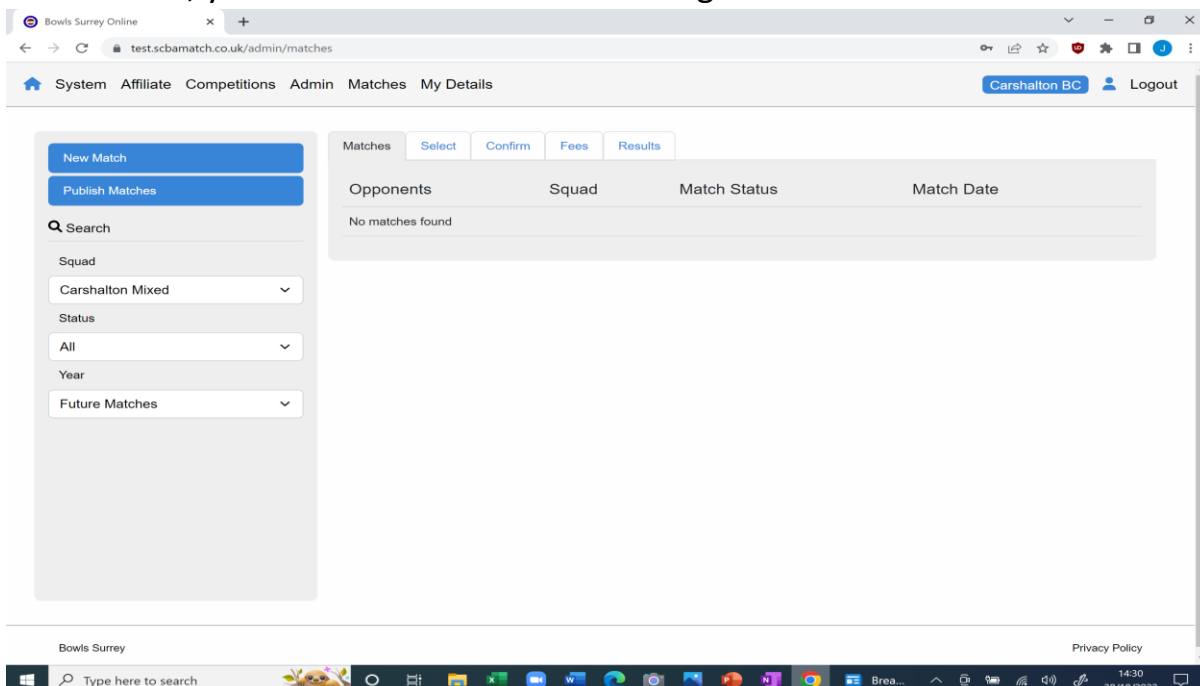 Bowls Surrey Online
test.scbamatch.co.uk/admin/matches
System Affiliate Competitions Admin Matches My Details Carshalton BC Logout
New Match
Publish Matches
Search
Squad
Carshalton Mixed
Status
All
Year
Future Matches
Matches Select Confirm Fees Results
Opponents Squad Match Status Match Date
No matches found
Bowls Surrey Privacy Policy
Type here to search Brea... 14:30